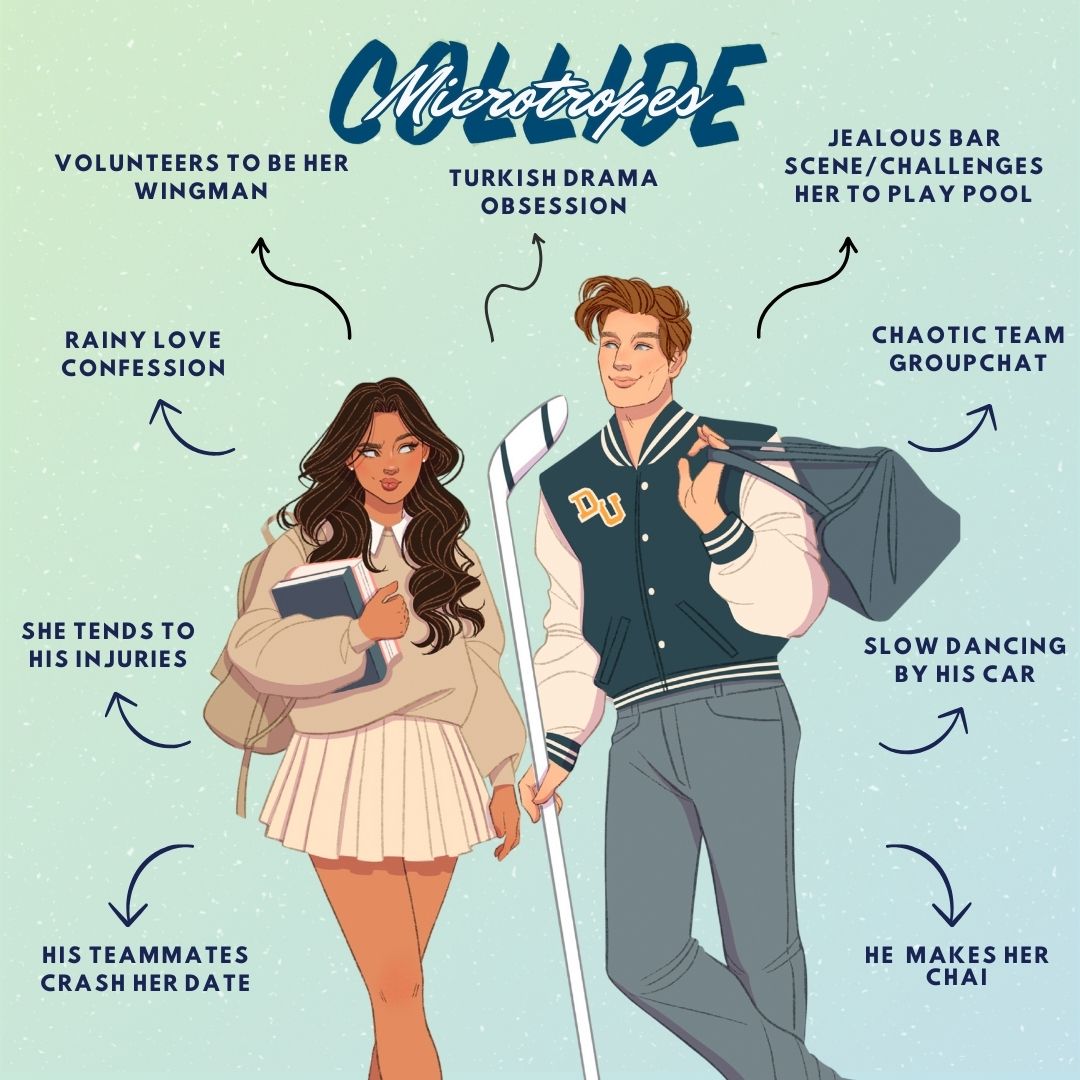 COLLIDE
Microtropes
VOLUNTEERS TO BE HER
WINGMAN
TURKISH DRAMA
OBSESSION
JEALOUS BAR
SCENE/CHALLENGES
HER TO PLAY POOL
RAINY LOVE
CONFESSION
CHAOTIC TEAM
GROUPCHAT
DU
SHE TENDS TO
HIS INJURIES
SLOW DANCING
BY HIS CAR
HIS TEAMMATES
CRASH HER DATE
HE MAKES HER
CHAI